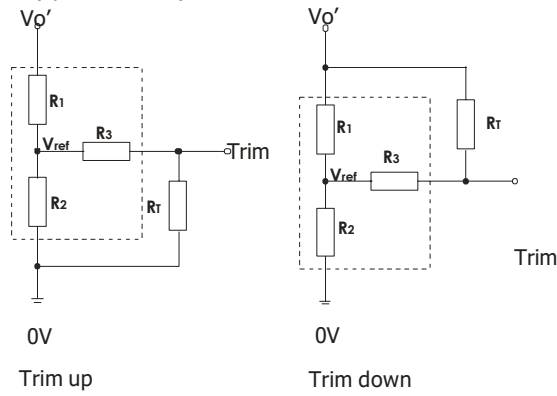 Vo'
R1
Vref
R3
Trim
R2
RT
0V
Trim up
Vo'
R1
RT
R3
Vref
R2
Trim
0V
Trim down